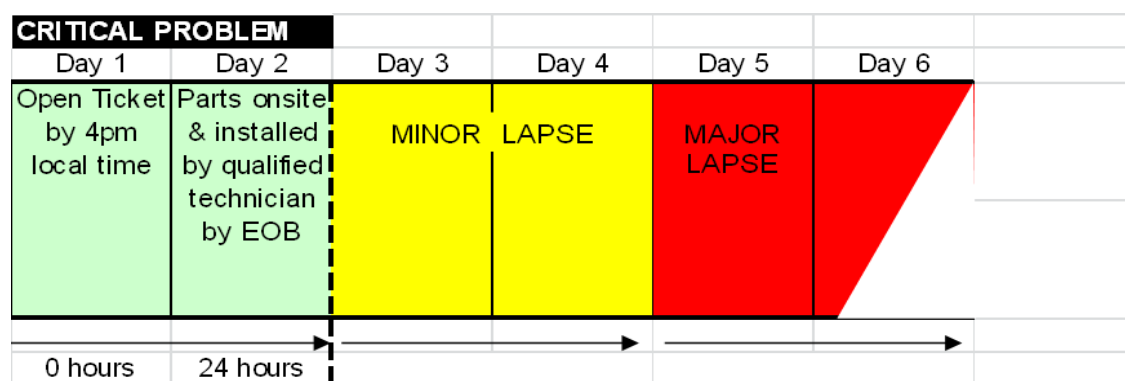 CRITICAL PROBLEM
Day 1 Day 2 Day 3 Day 4 Day 5 Day 6
Open Ticket
by 4pm
local time
Parts onsite
& installed
by qualified
technician
by EOB
MINOR LAPSE
MAJOR
LAPSE
0 hours 24 hours